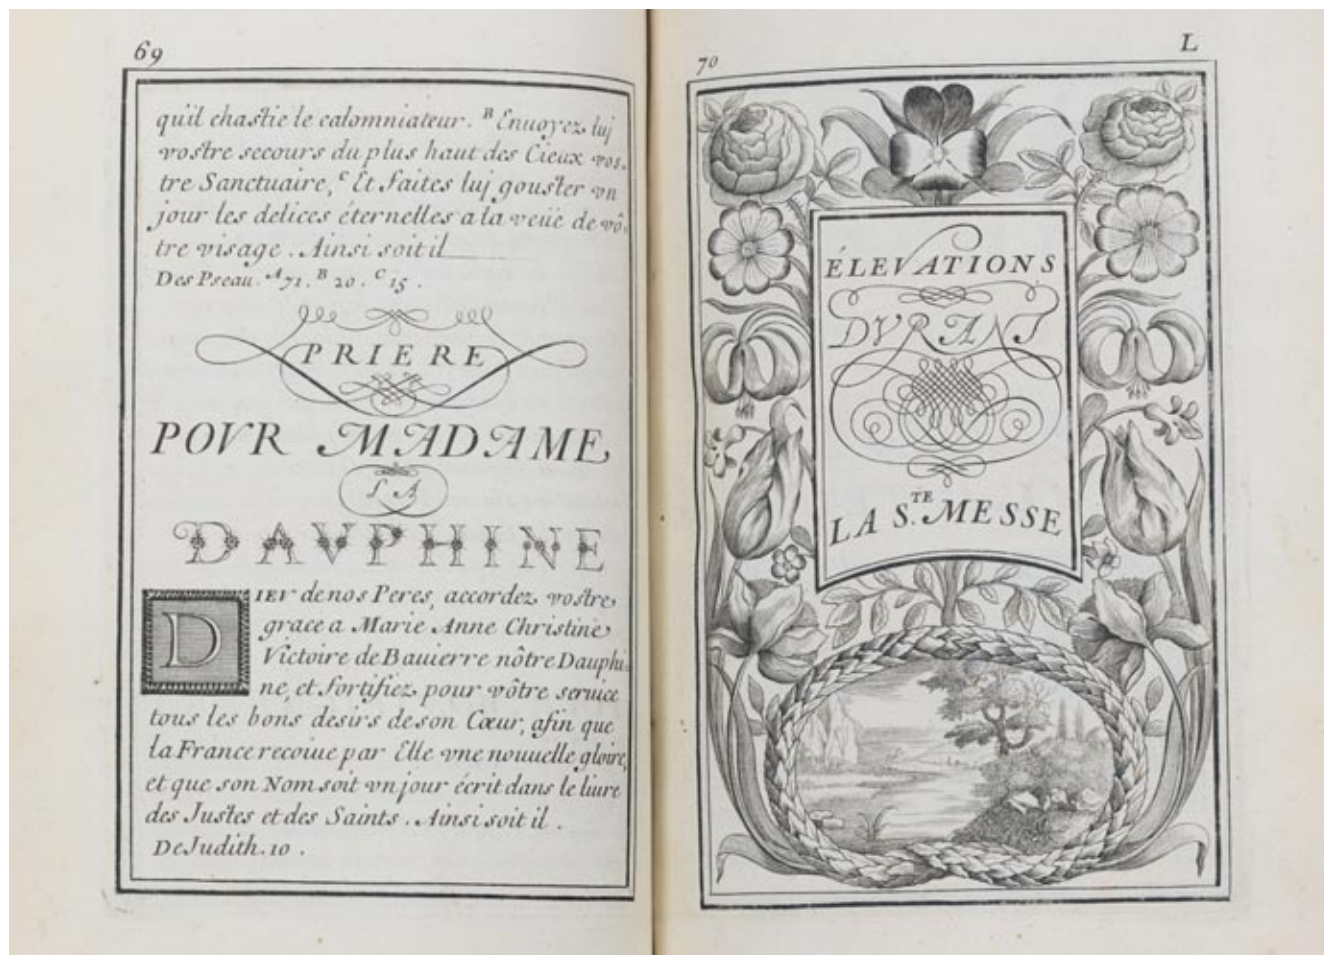 69
qu'il chastie le calomniateur. ᴮ Enuoyez luj
vostre secours du plus haut des Cieux vos-
tre Sanctuaire, ᶜ Et faites luj gouster vn
jour les delices éternelles a la veüe de vô-
tre visage. Ainsi soit il
Des Pseau. ᴬ 71. ᴮ 20. ᶜ 15.
PRIERE
POVR MADAME
LA
DAVPHINE
DIEV de nos Peres, accordez vostre
grace a Marie Anne Christine
Victoire de Bauierre nôtre Dauphi-
ne, et fortifiez pour vôtre seruice
tous les bons desirs de son Cœur, afin que
la France recoiue par Elle vne nouuelle gloire,
et que son Nom soit vn jour écrit dans le liure
des Justes et des Saints. Ainsi soit il.
De Judith. 10.
70
L
ÉLEVATIONS
DVRANT
LA S.TE MESSE